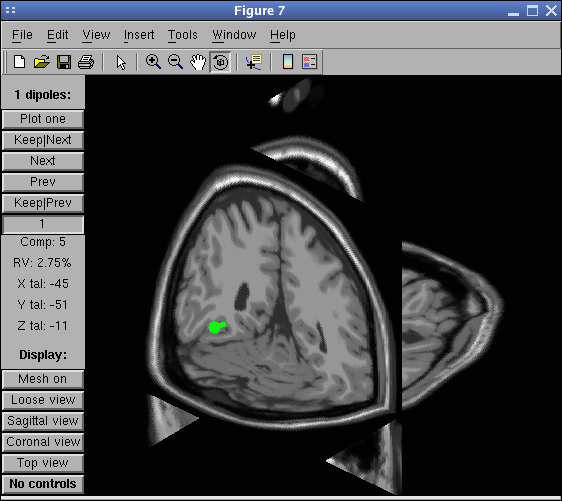 Figure 7
File Edit View Insert Tools Window Help
1 dipoles:
Plot one
Keep|Next
Next
Prev
Keep|Prev
1
Comp: 5
RV: 2.75%
X tal: -45
Y tal: -51
Z tal: -11
Display:
Mesh on
Loose view
Sagittal view
Coronal view
Top view
No controls